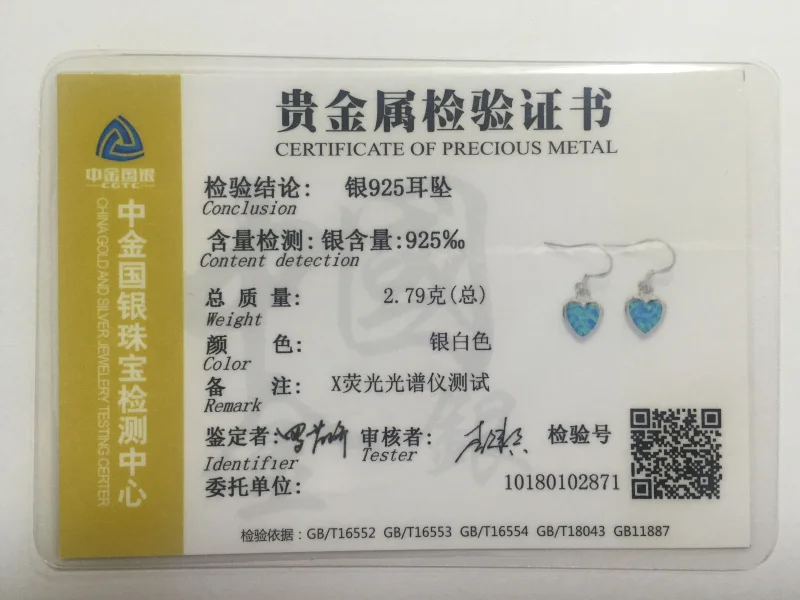 贵金属检验证书
CERTIFICATE OF PRECIOUS METAL
中金国银
CGTC
中金国银珠宝检测中心
CHINA GOLD AND SILVER JEWELERY TESTING CERTER
检验结论: 银925耳坠
Conclusion
含量检测: 银含量:925‰
Content detection
总质量: 2.79克(总)
Weight
颜色: 银白色
Color
备注: X荧光光谱仪测试
Remark
鉴定者: 审核者: 检验号
Identifier Tester
委托单位: 10180102871
检验依据: GB/T16552 GB/T16553 GB/T16554 GB/T18043 GB11887